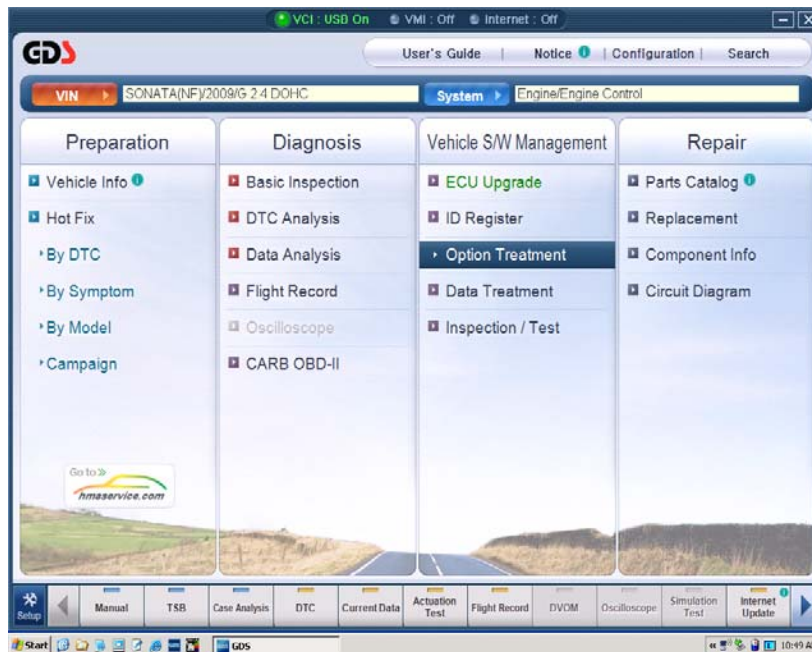 VCI : USB On VMI : Off Internet : Off
GDS
User's Guide | Notice | Configuration | Search
VIN SONATA(NF)/2009/G 2.4 DOHC System Engine/Engine Control
Preparation
Vehicle Info
Hot Fix
By DTC
By Symptom
By Model
Campaign
Go to
hmaservice.com
Diagnosis
Basic Inspection
DTC Analysis
Data Analysis
Flight Record
Oscilloscope
CARB OBD-II
Vehicle S/W Management
ECU Upgrade
ID Register
Option Treatment
Data Treatment
Inspection / Test
Repair
Parts Catalog
Replacement
Component Info
Circuit Diagram
Setup Manual TSB Case Analysis DTC Current Data Actuation Test Flight Record DVOM Oscilloscope Simulation Test Internet Update
Start GDS 10:49 A